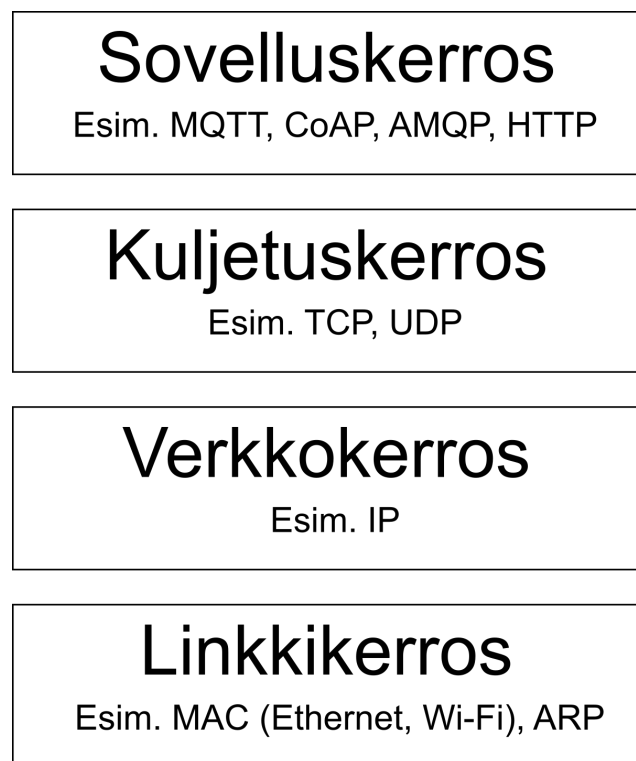 Sovelluskerros
Esim. MQTT, CoAP, AMQP, HTTP
Kuljetuskerros
Esim. TCP, UDP
Verkkokerros
Esim. IP
Linkkikerros
Esim. MAC (Ethernet, Wi-Fi), ARP